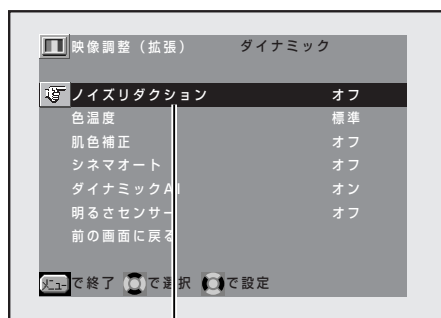 映像調整（拡張） ダイナミック
ノイズリダクション オフ
色温度 標準
肌色補正 オフ
シネマオート オフ
ダイナミックAI オン
明るさセンサー オフ
前の画面に戻る
メニューで終了 で選択 で設定